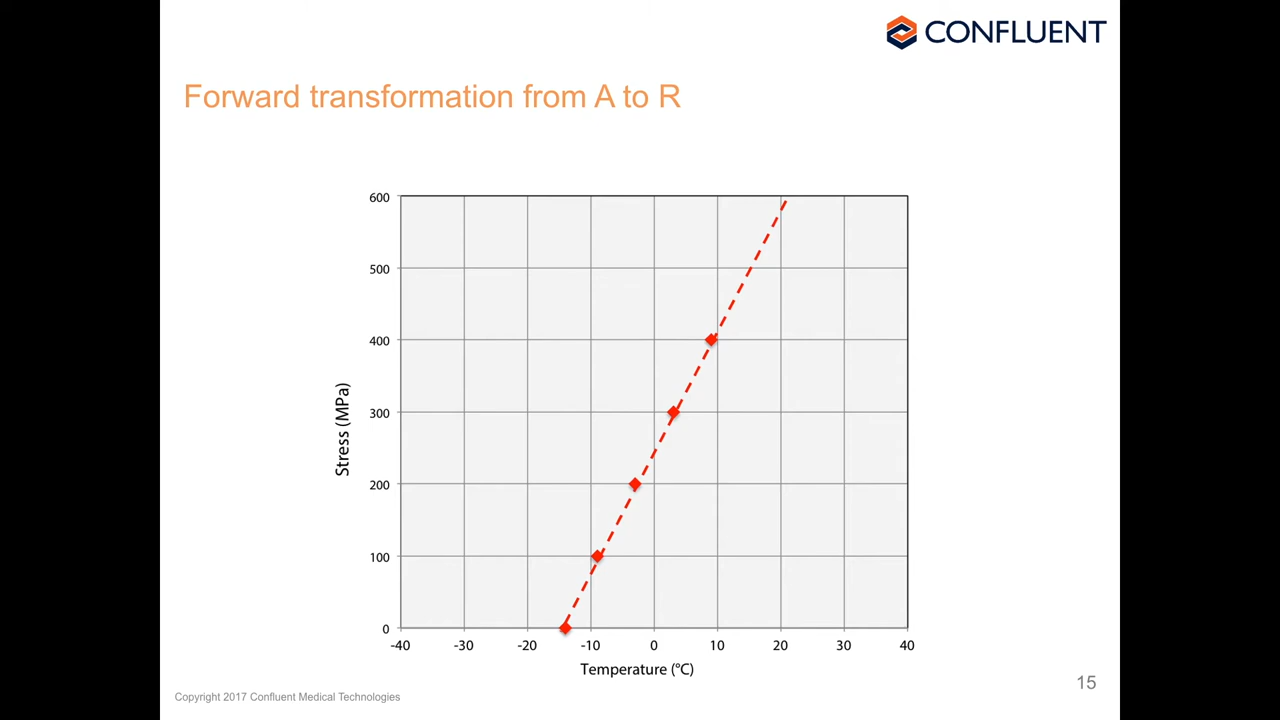 CONFLUENT
Forward transformation from A to R
600
500
400
300
200
100
0
Stress (MPa)
-40 -30 -20 -10 0 10 20 30 40
Temperature (°C)
Copyright 2017 Confluent Medical Technologies
15